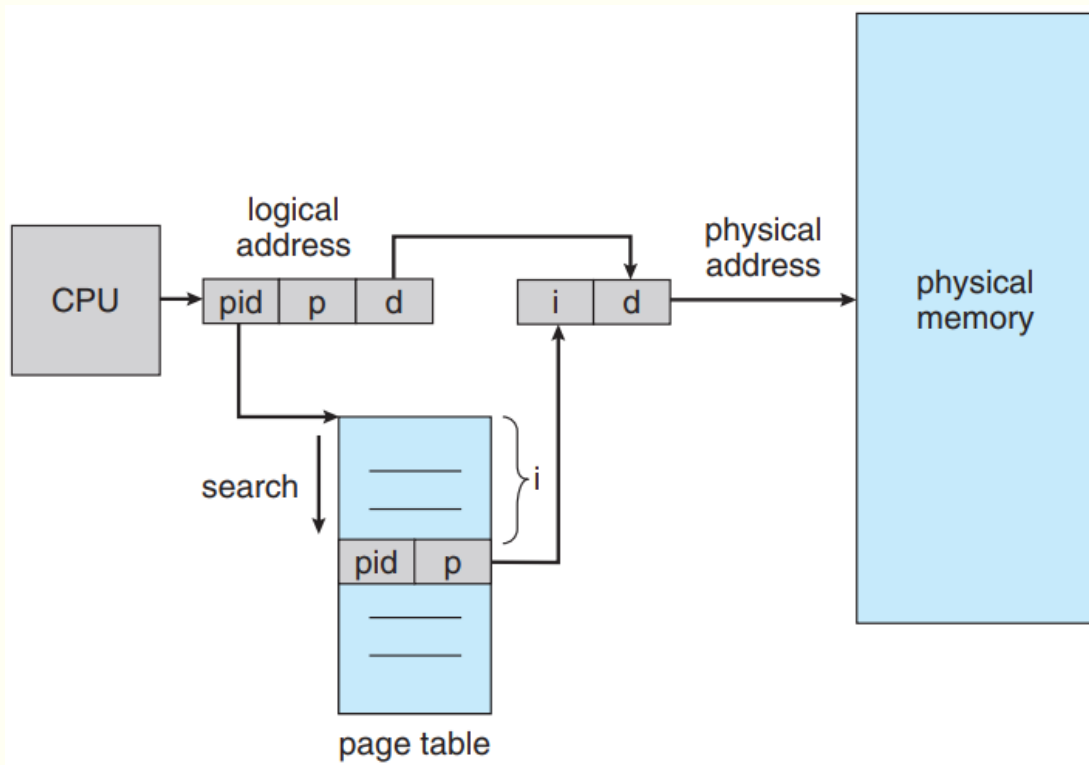 logical
address
physical
address
CPU
pid p d
i d
physical
memory
search
i
pid p
page table